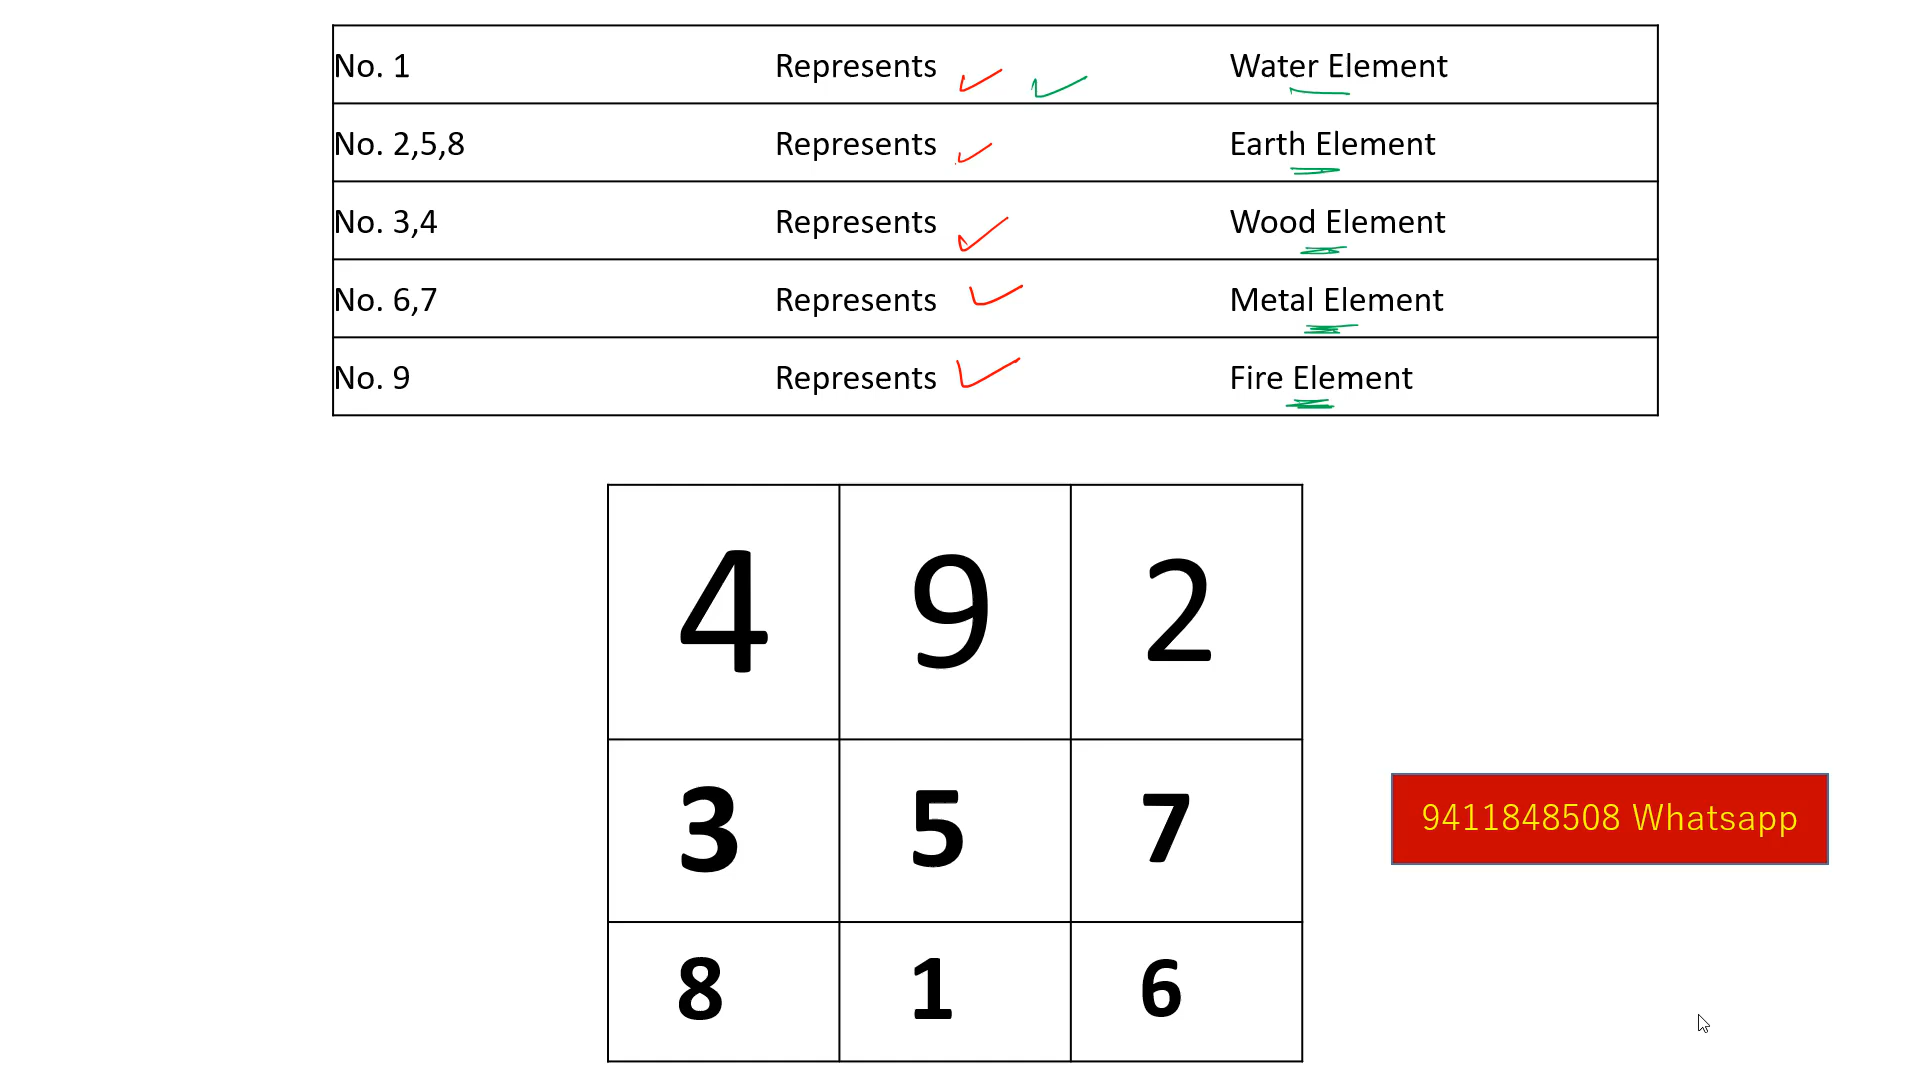 No. 1 Represents Water Element
No. 2,5,8 Represents Earth Element
No. 3,4 Represents Wood Element
No. 6,7 Represents Metal Element
No. 9 Represents Fire Element
4 9 2
3 5 7
9411848508 Whatsapp
8 1 6